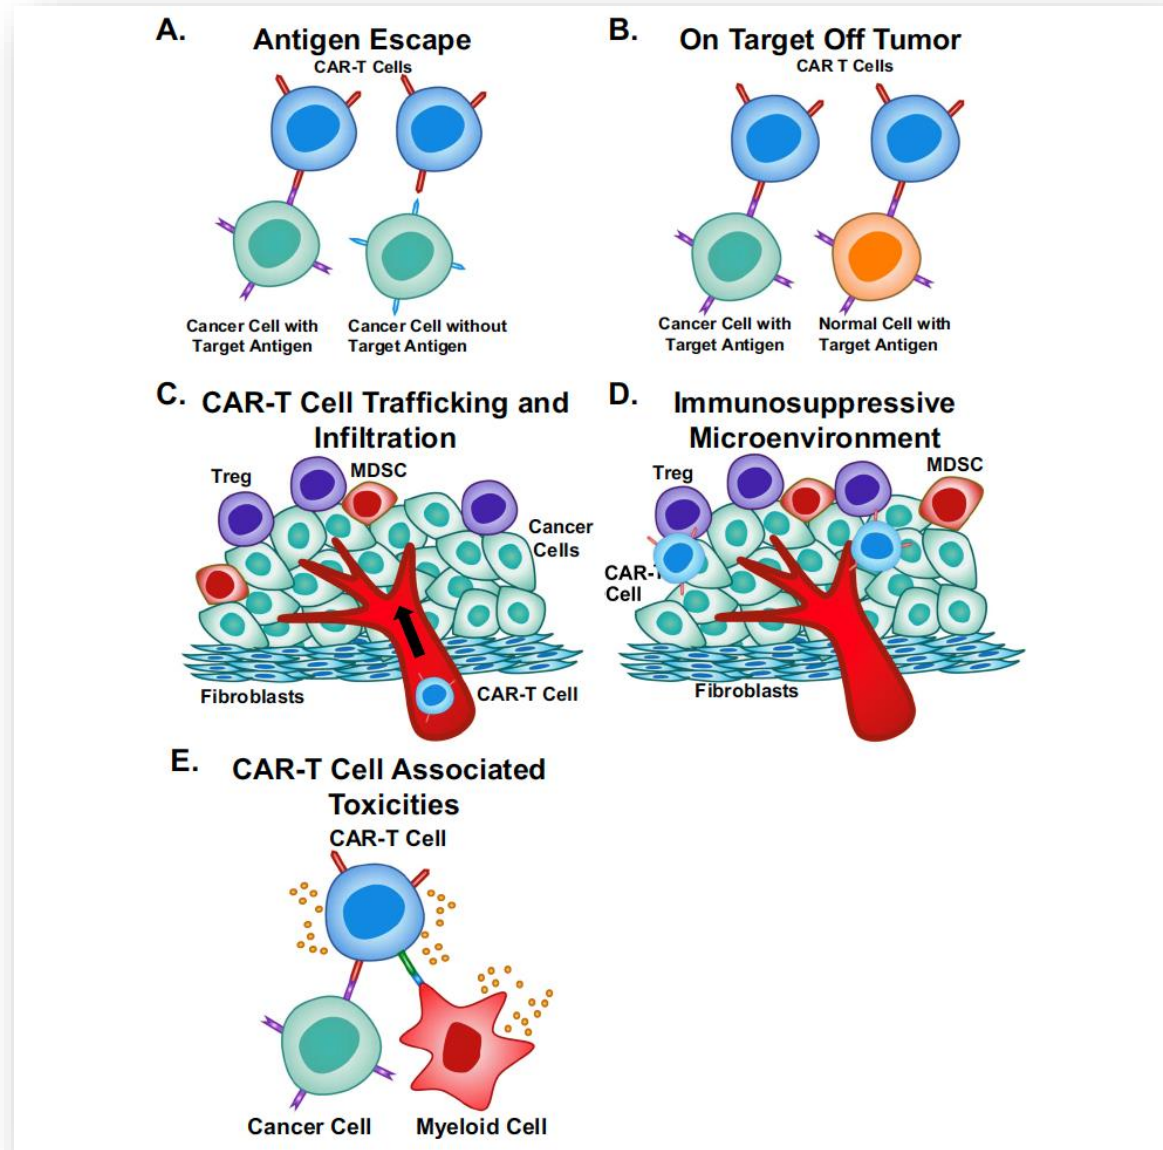 A.
Antigen Escape
CAR-T Cells
Cancer Cell with
Target Antigen
Cancer Cell without
Target Antigen
B.
On Target Off Tumor
CAR T Cells
Cancer Cell with
Target Antigen
Normal Cell with
Target Antigen
C.
CAR-T Cell Trafficking and
Infiltration
Treg
MDSC
Cancer
Cells
Fibroblasts
CAR-T Cell
D.
Immunosuppressive
Microenvironment
Treg
MDSC
CAR-T
Cell
Fibroblasts
E.
CAR-T Cell Associated
Toxicities
CAR-T Cell
Cancer Cell
Myeloid Cell